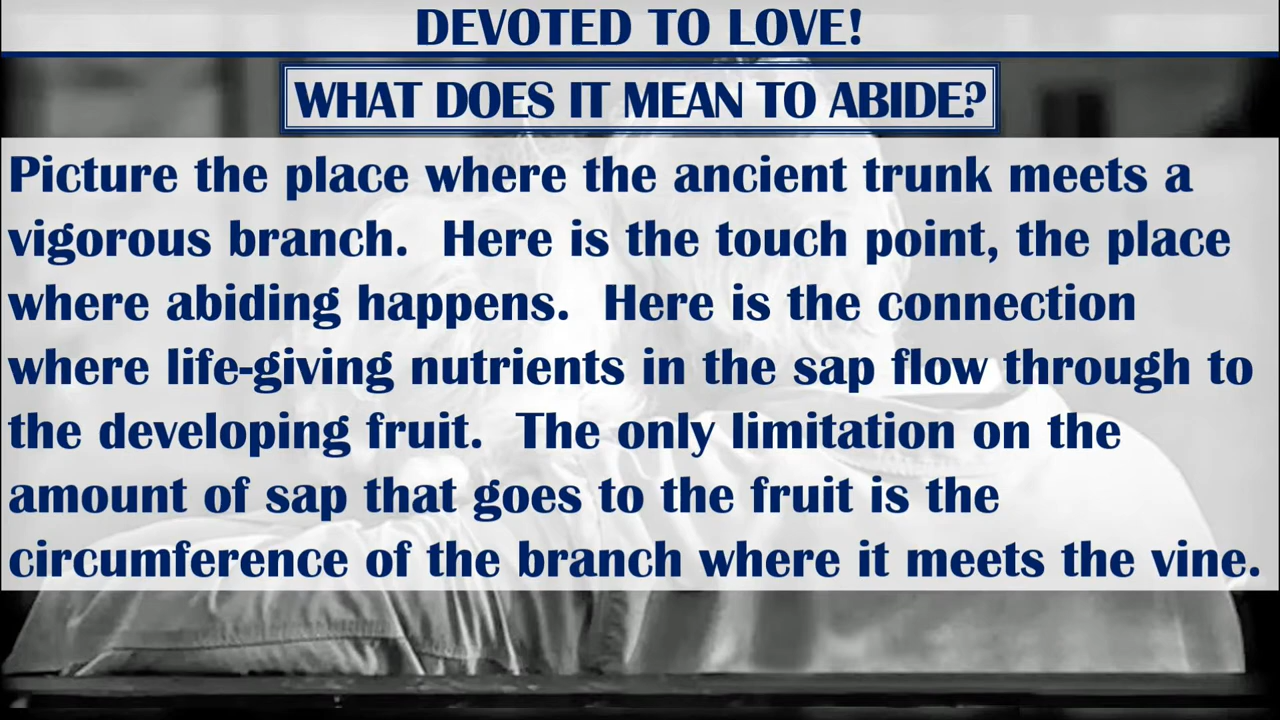 DEVOTED TO LOVE!
WHAT DOES IT MEAN TO ABIDE?
Picture the place where the ancient trunk meets a
vigorous branch.  Here is the touch point, the place
where abiding happens.  Here is the connection
where life-giving nutrients in the sap flow through to
the developing fruit.  The only limitation on the
amount of sap that goes to the fruit is the
circumference of the branch where it meets the vine.